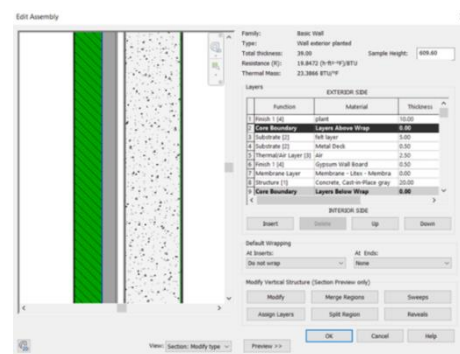 Edit Assembly
Family: Basic Wall
Type: Wall exterior planted
Total thickness: 39.00 Sample Height: 609.60
Resistance (R): 19.8472 (h·ft²·°F)/BTU
Thermal Mass: 23.3866 BTU/°F
Layers
EXTERIOR SIDE
Function Material Thickness
1 Finish 1 [4] plant 10.00
2 Core Boundary Layers Above Wrap 0.00
3 Substrate [2] felt layer 5.00
4 Substrate [2] Metal Deck 0.50
5 Thermal/Air Layer [3] Air 2.50
6 Finish 1 [4] Gypsum Wall Board 0.50
7 Membrane Layer Membrane - Litex - Membra 0.00
8 Structure [1] Concrete, Cast-in-Place gray 20.00
9 Core Boundary Layers Below Wrap 0.00
INTERIOR SIDE
Insert Delete Up Down
Default Wrapping
At Inserts: At Ends:
Do not wrap None
Modify Vertical Structure (Section Preview only)
Modify Merge Regions Sweeps
Assign Layers Split Region Reveals
OK Cancel Help
View: Section: Modify type Preview >>